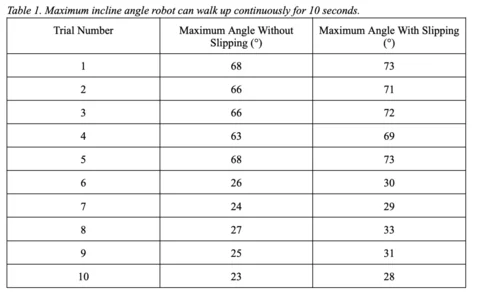 Table 1. Maximum incline angle robot can walk up continuously for 10 seconds.
Trial Number Maximum Angle Without Slipping (°) Maximum Angle With Slipping (°)
1 68 73
2 66 71
3 66 72
4 63 69
5 68 73
6 26 30
7 24 29
8 27 33
9 25 31
10 23 28